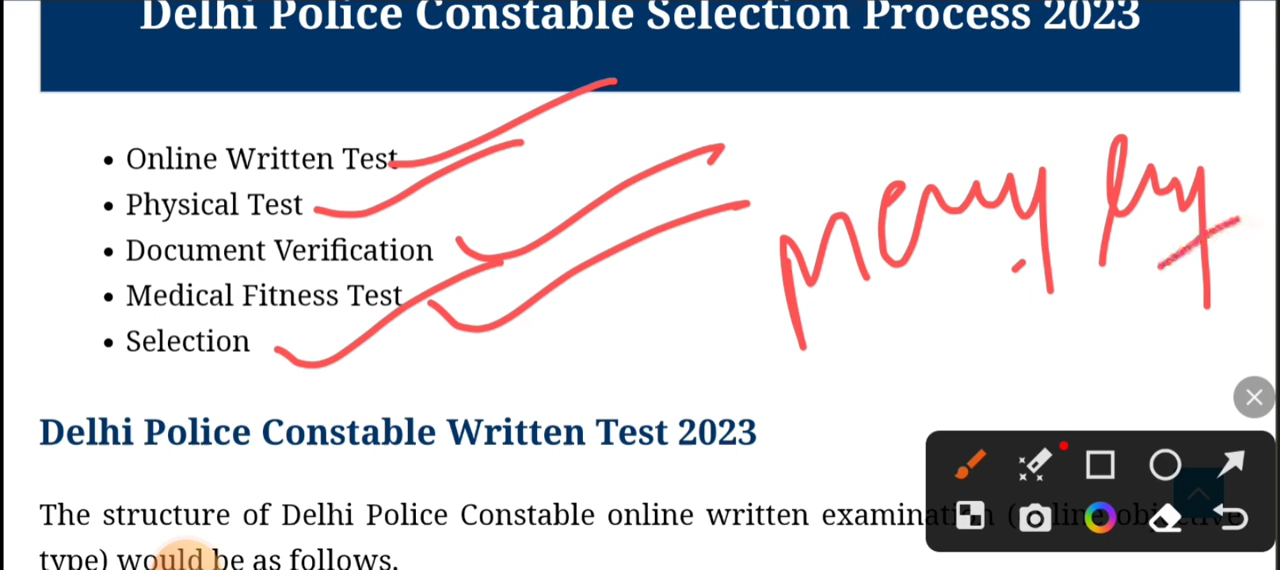 Delhi Police Constable Selection Process 2023
Online Written Test
Physical Test
Document Verification
Medical Fitness Test
Selection
Delhi Police Constable Written Test 2023
The structure of Delhi Police Constable online written
type) would be as follows.